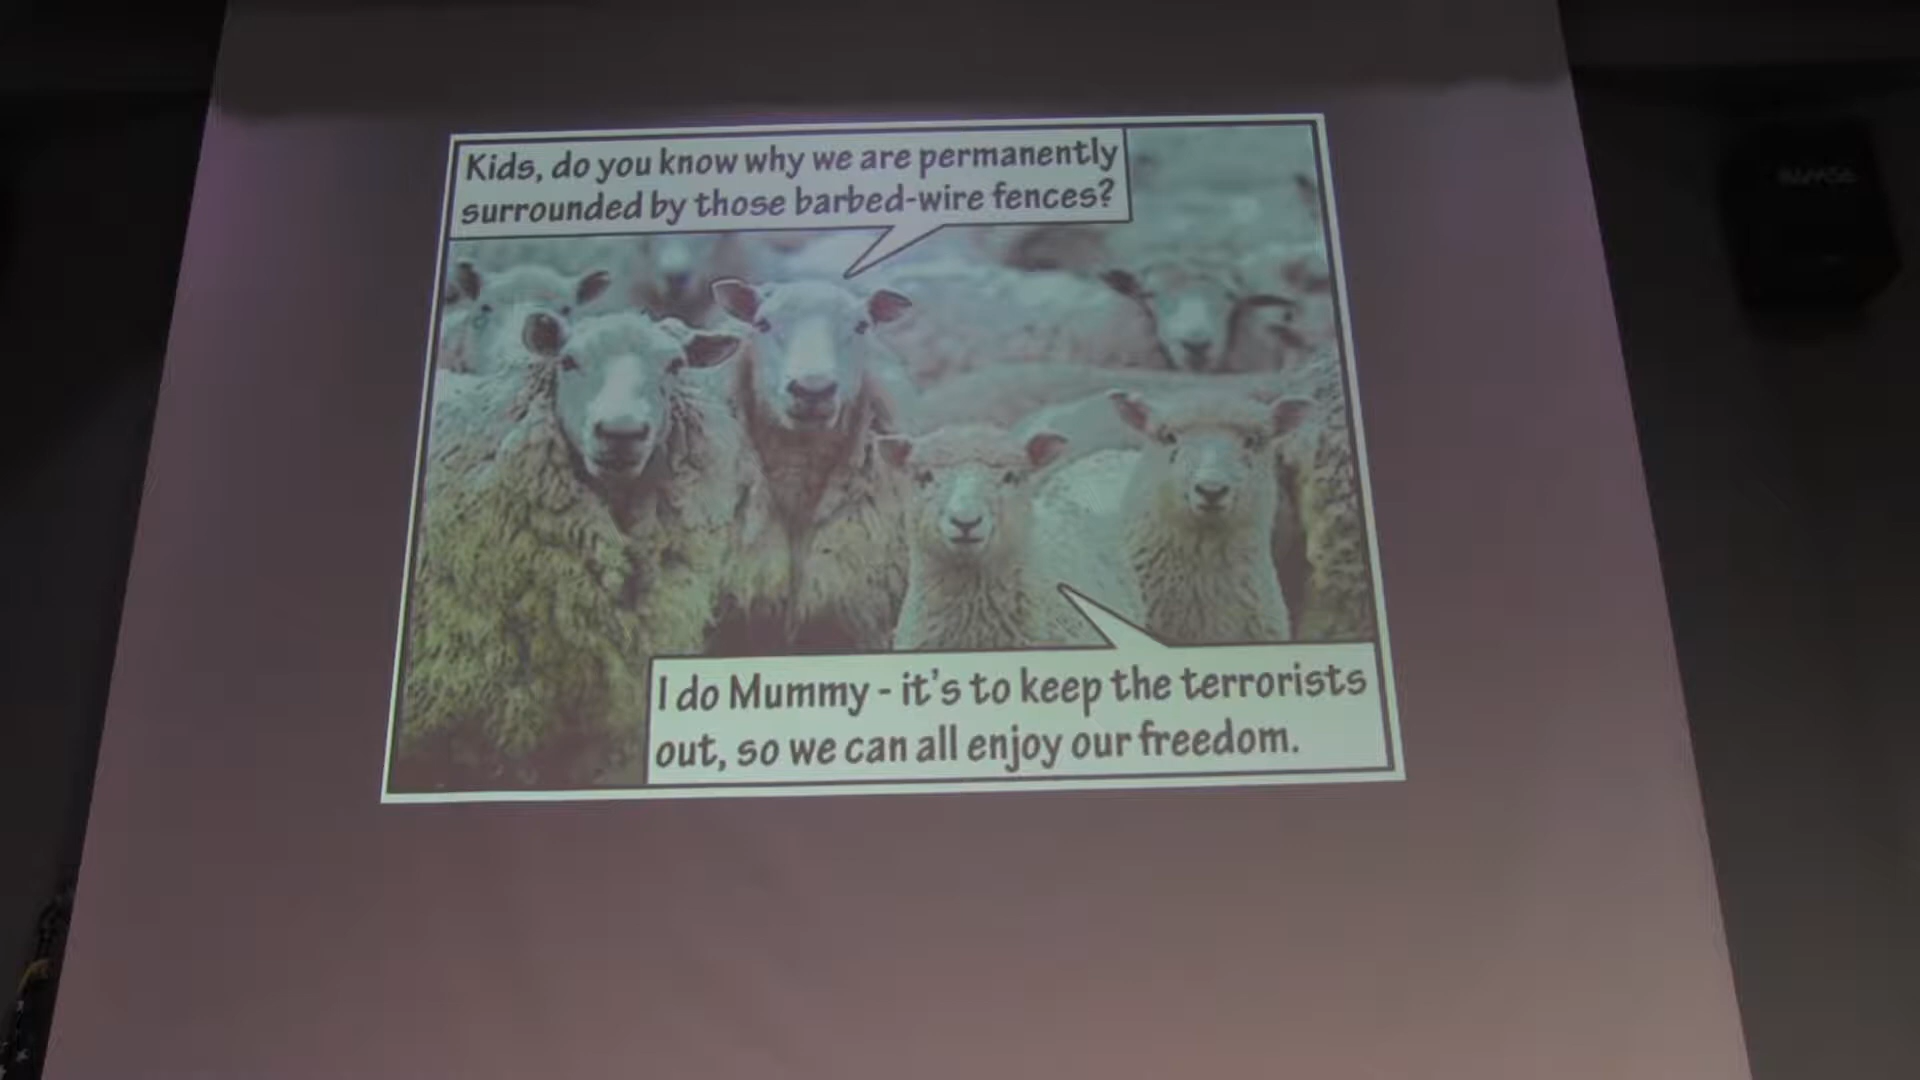 Kids, do you know why we are permanently
surrounded by those barbed-wire fences?
I do Mummy - it's to keep the terrorists
out, so we can all enjoy our freedom.